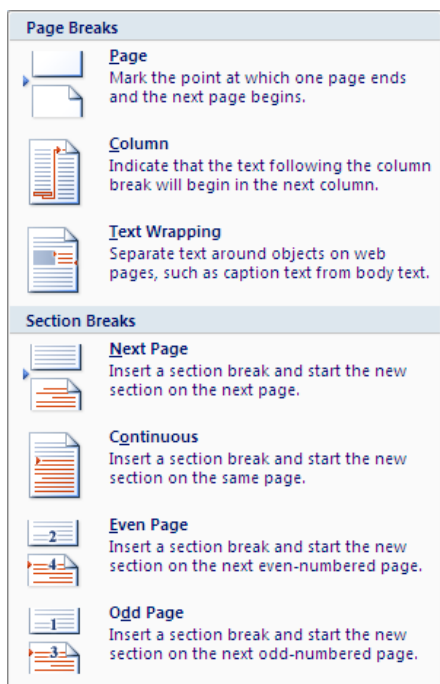 Page Breaks
Page
Mark the point at which one page ends
and the next page begins.
Column
Indicate that the text following the column
break will begin in the next column.
Text Wrapping
Separate text around objects on web
pages, such as caption text from body text.
Section Breaks
Next Page
Insert a section break and start the new
section on the next page.
Continuous
Insert a section break and start the new
section on the same page.
Even Page
2
Insert a section break and start the new
4
section on the next even-numbered page.
Odd Page
1
Insert a section break and start the new
3
section on the next odd-numbered page.